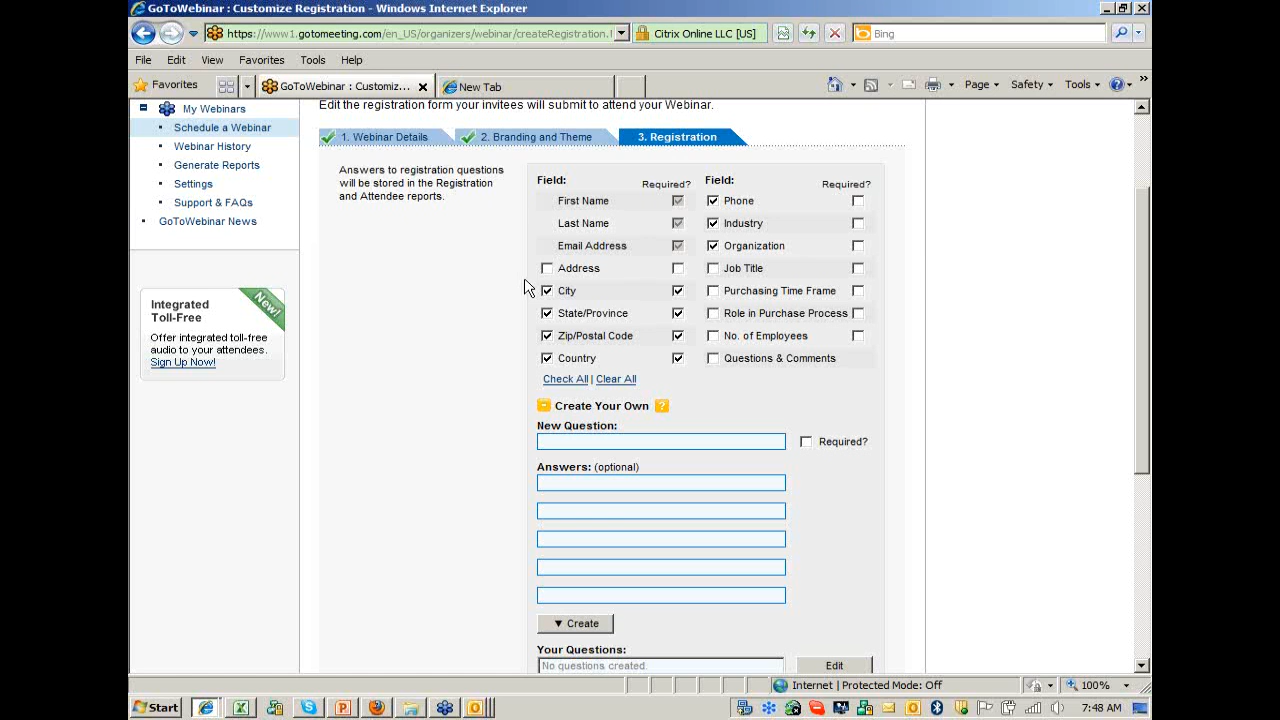 GoToWebinar : Customize Registration - Windows Internet Explorer
https://www1.gotomeeting.com/en_US/organizers/webinar/createRegistration.
Citrix Online LLC [US]
Bing
File Edit View Favorites Tools Help
Favorites
GoToWebinar : Customiz...
New Tab
Page Safety Tools
My Webinars
Schedule a Webinar
Webinar History
Generate Reports
Settings
Support & FAQs
GoToWebinar News
Integrated
Toll-Free
New!
Offer integrated toll-free
audio to your attendees.
Sign Up Now!
Edit the registration form your invitees will submit to attend your Webinar.
1. Webinar Details
2. Branding and Theme
3. Registration
Answers to registration questions
will be stored in the Registration
and Attendee reports.
Field: Required? Field: Required?
First Name Phone
Last Name Industry
Email Address Organization
Address Job Title
City Purchasing Time Frame
State/Province Role in Purchase Process
Zip/Postal Code No. of Employees
Country Questions & Comments
Check All | Clear All
Create Your Own ?
New Question:
Required?
Answers: (optional)
▼ Create
Your Questions:
No questions created.
Edit
Internet | Protected Mode: Off
100%
Start
7:48 AM